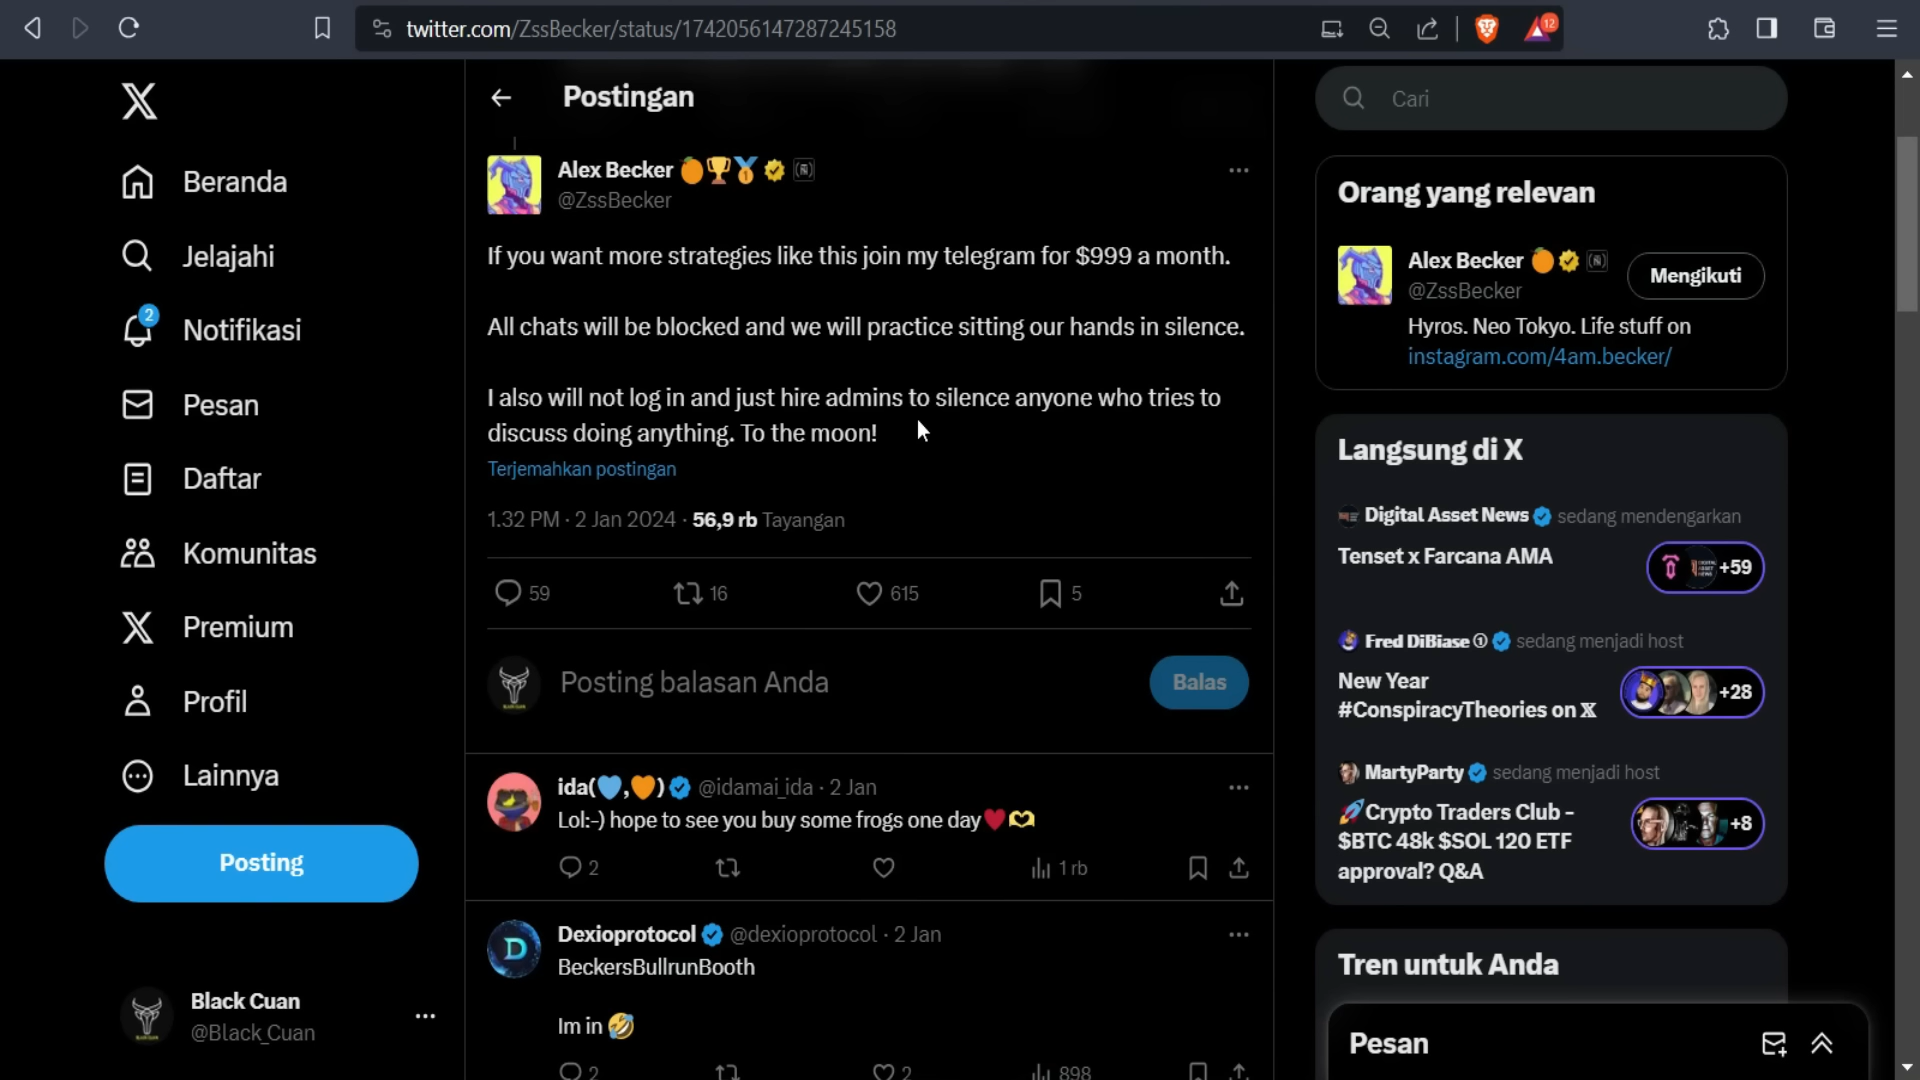 twitter.com/ZssBecker/status/1742056147287245158
12
X
Beranda
Jelajahi
2
Notifikasi
Pesan
Daftar
Komunitas
Premium
Profil
Lainnya
Posting
Black Cuan
@Black_Cuan
Postingan
Alex Becker 🍊🏆🥇
@ZssBecker
If you want more strategies like this join my telegram for $999 a month.
All chats will be blocked and we will practice sitting our hands in silence.
I also will not log in and just hire admins to silence anyone who tries to
discuss doing anything. To the moon!
Terjemahkan postingan
1.32 PM · 2 Jan 2024 · 56,9 rb Tayangan
59 16 615 5
Posting balasan Anda
Balas
ida(🩵,🧡) @idamai_ida · 2 Jan
Lol:-) hope to see you buy some frogs one day♥️🫶
2 1 rb
Dexioprotocol @dexioprotocol · 2 Jan
BeckersBullrunBooth
Im in 🤣
2 2 898
Cari
Orang yang relevan
Alex Becker 🍊
@ZssBecker
Mengikuti
Hyros. Neo Tokyo. Life stuff on
instagram.com/4am.becker/
Langsung di X
Digital Asset News sedang mendengarkan
Tenset x Farcana AMA
+59
Fred DiBiase ① sedang menjadi host
New Year
#ConspiracyTheories on 𝕏
+28
MartyParty sedang menjadi host
🚀Crypto Traders Club -
$BTC 48k $SOL 120 ETF
approval? Q&A
+8
Tren untuk Anda
Pesan